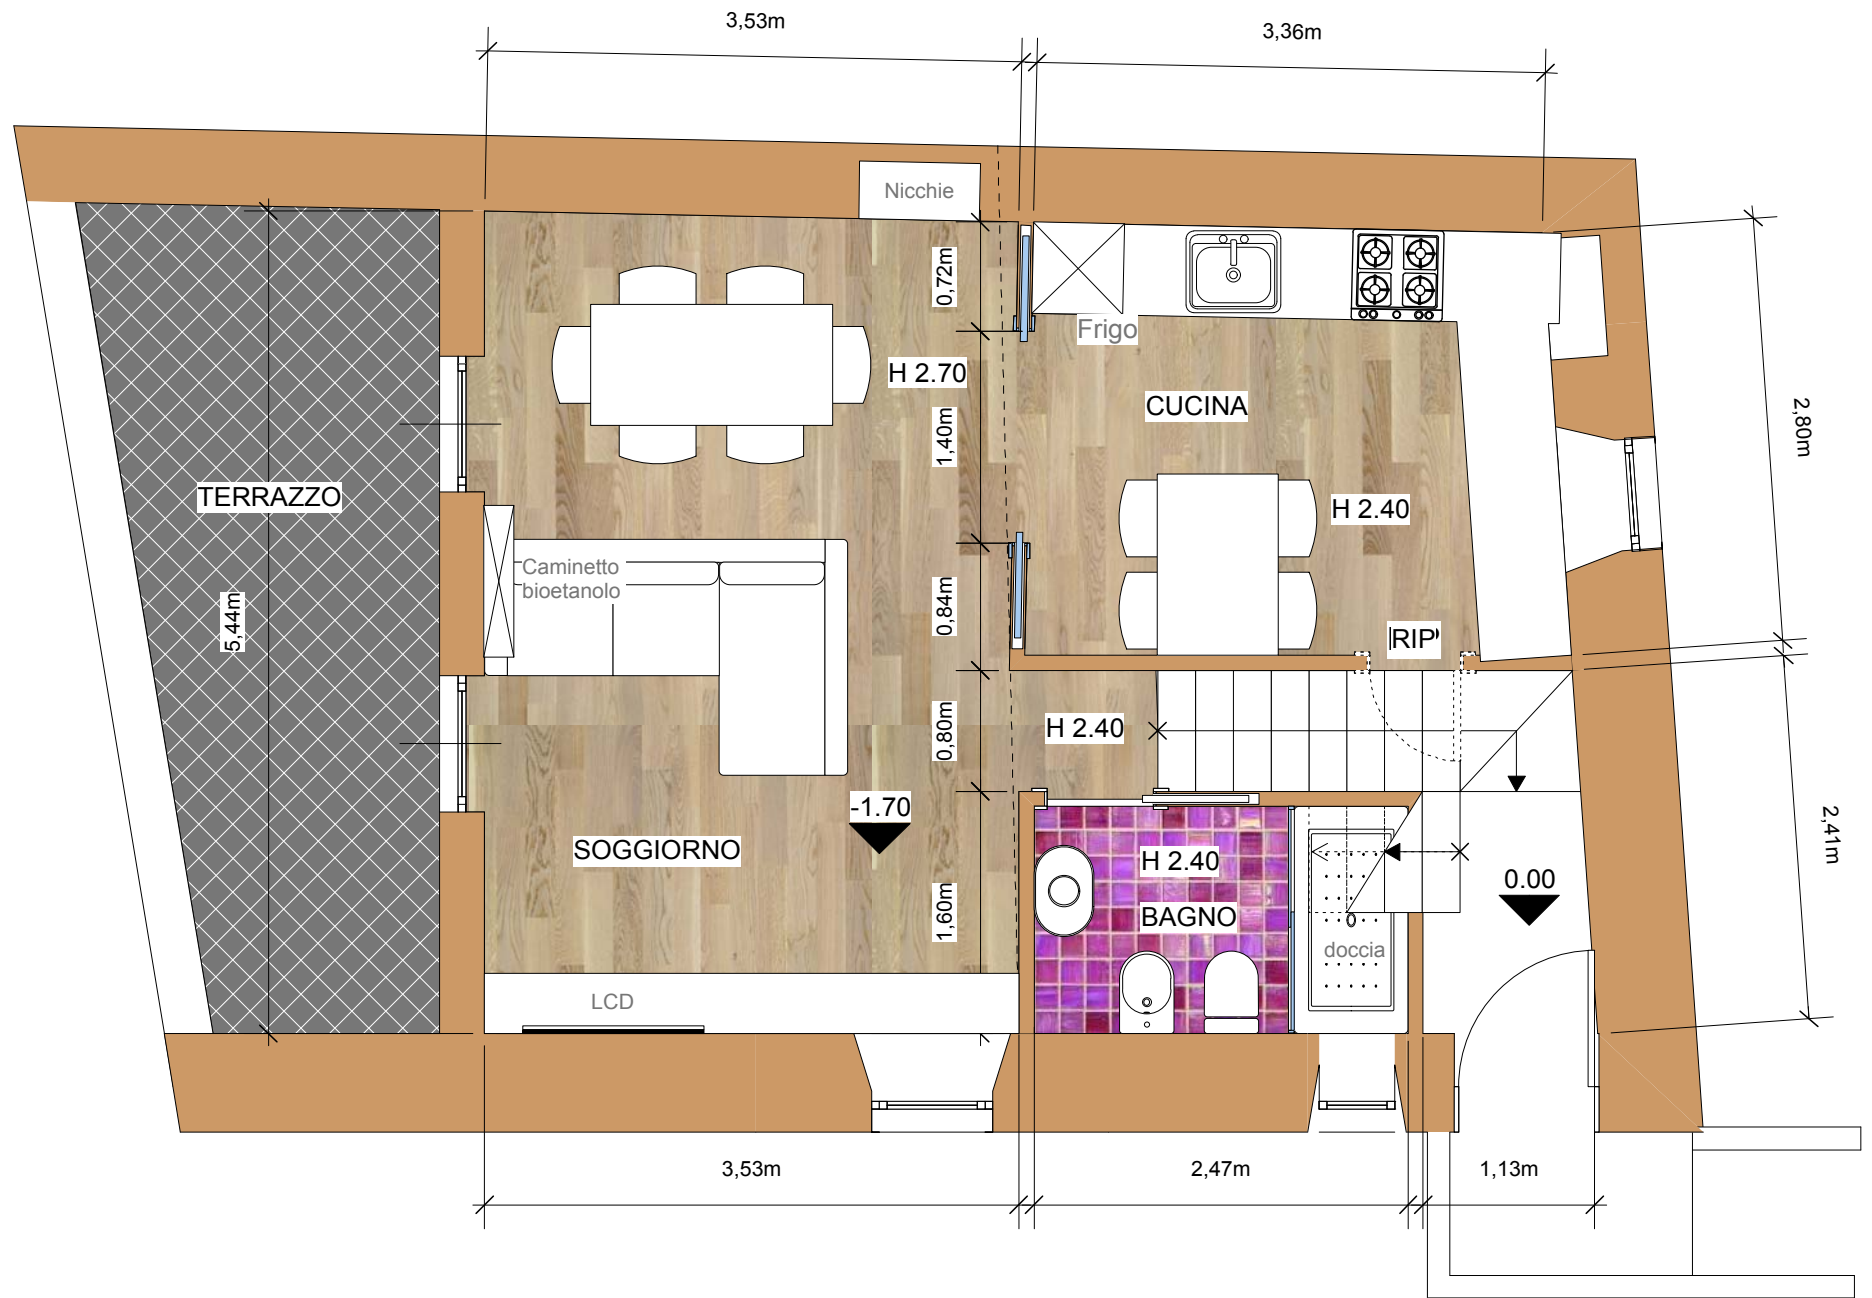 3,53m
3,36m
Nicchie
0,72m
Frigo
H 2.70
CUCINA
1,40m
2,80m
TERRAZZO
H 2.40
Caminetto
bioetanolo
5,44m
0,84m
RIP
0,80m
H 2.40
-1.70
2,41m
SOGGIORNO
H 2.40
0.00
1,60m
BAGNO
doccia
LCD
3,53m
2,47m
1,13m